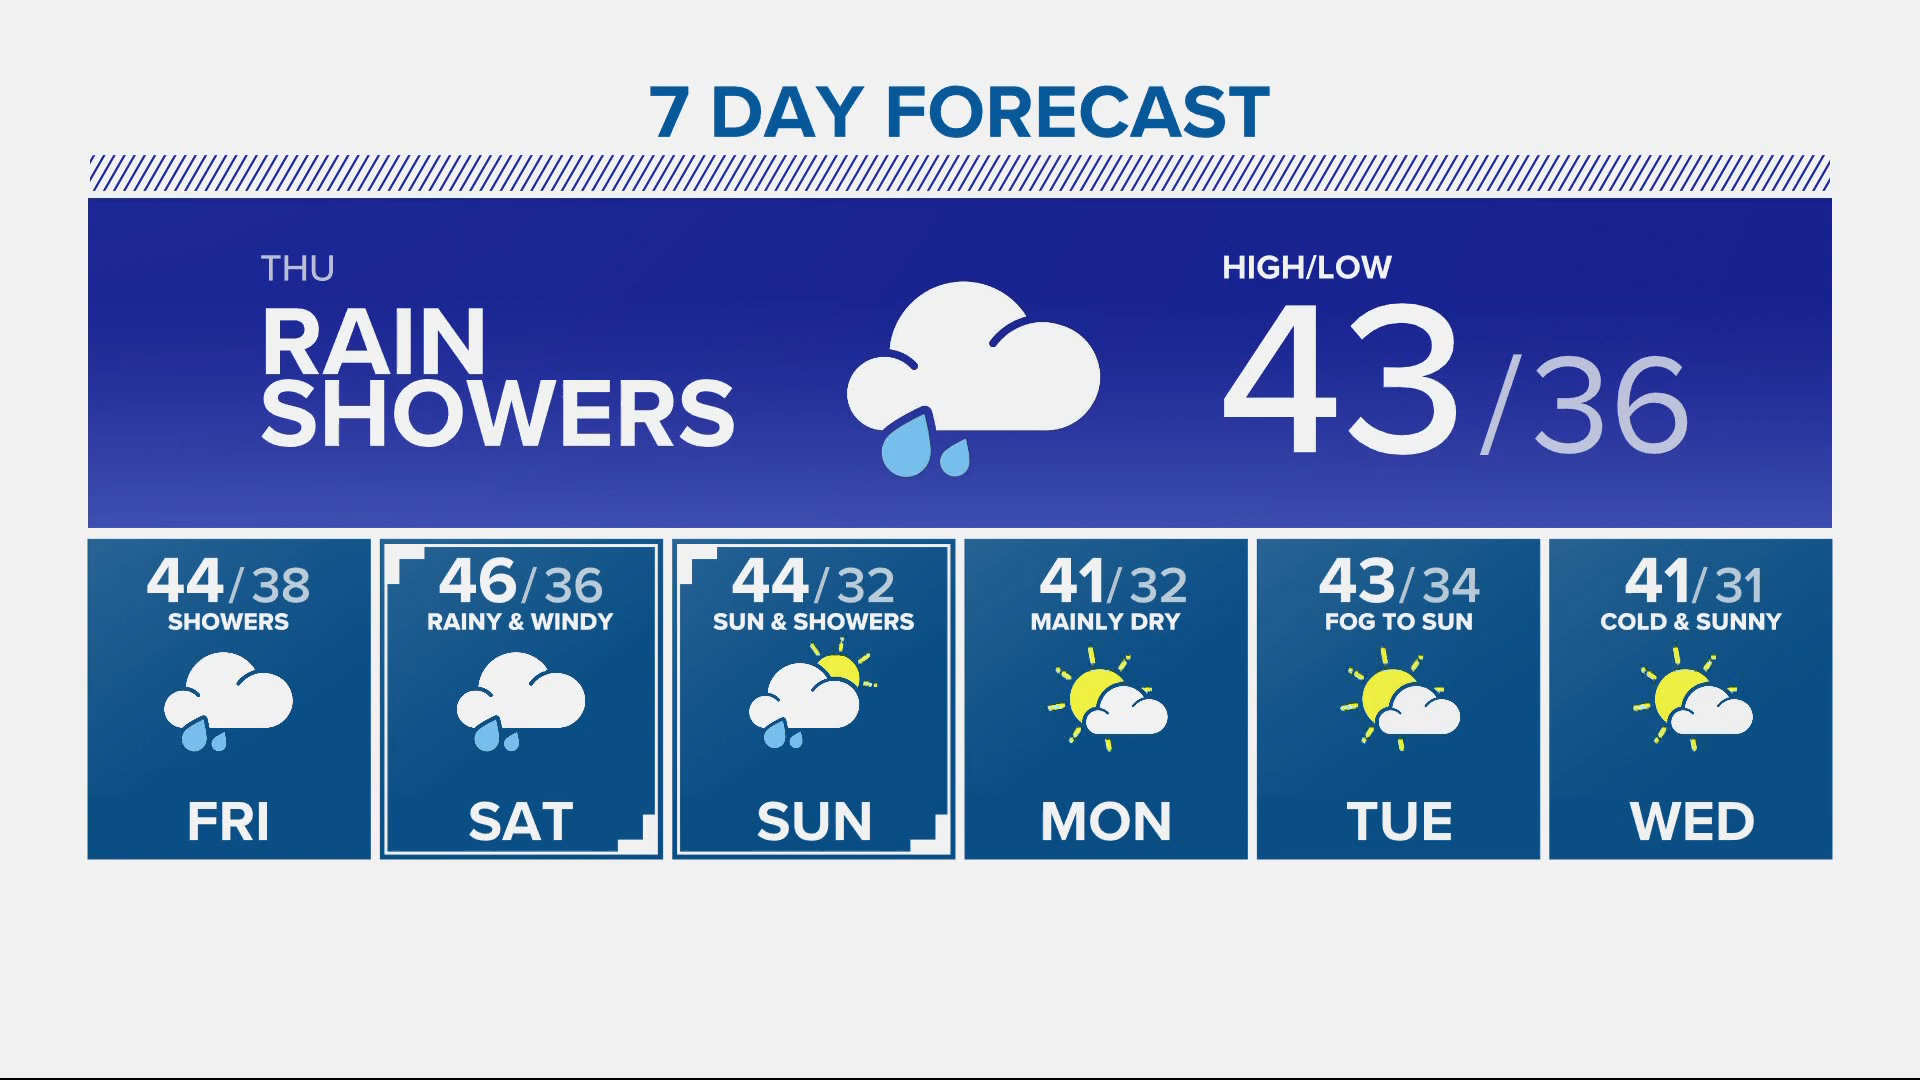 7 DAY FORECAST
THU
RAIN
SHOWERS
HIGH/LOW
43/36
44/38
SHOWERS
FRI
46/36
RAINY & WINDY
SAT
44/32
SUN & SHOWERS
SUN
41/32
MAINLY DRY
MON
43/34
FOG TO SUN
TUE
41/31
COLD & SUNNY
WED